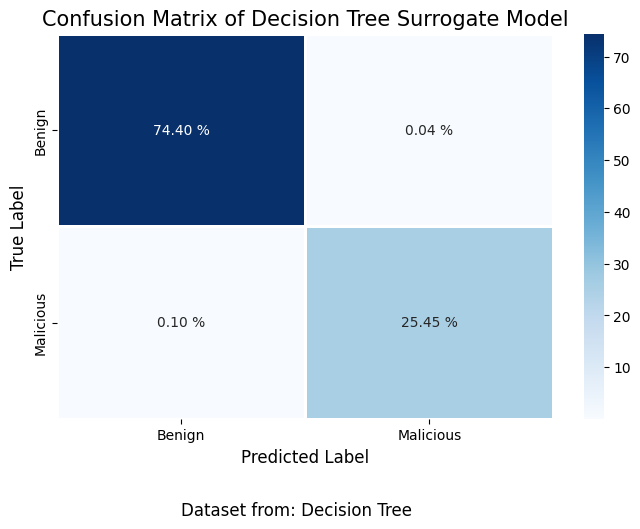 Confusion Matrix of Decision Tree Surrogate Model
True Label
Benign
74.40 %
0.04 %
Malicious
0.10 %
25.45 %
Benign
Malicious
Predicted Label
70
60
50
40
30
20
10
Dataset from: Decision Tree